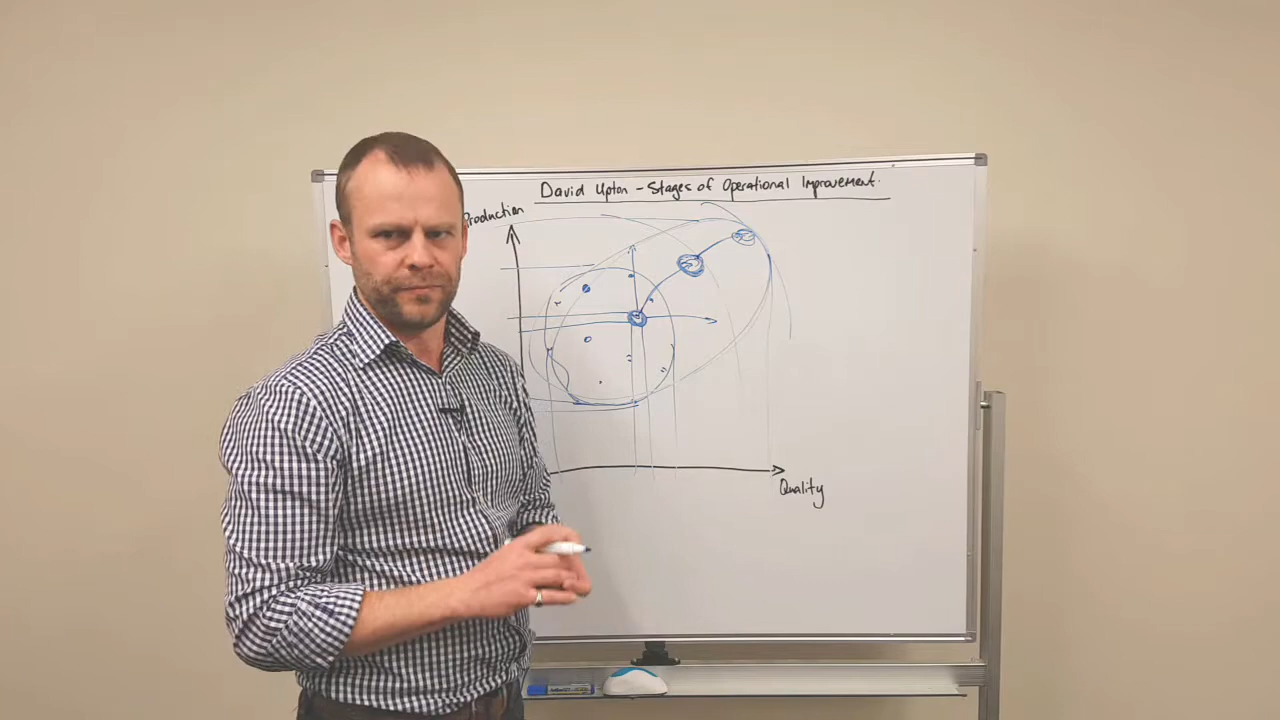 David Upton - Stages of Operational Improvement.
Production
Quality